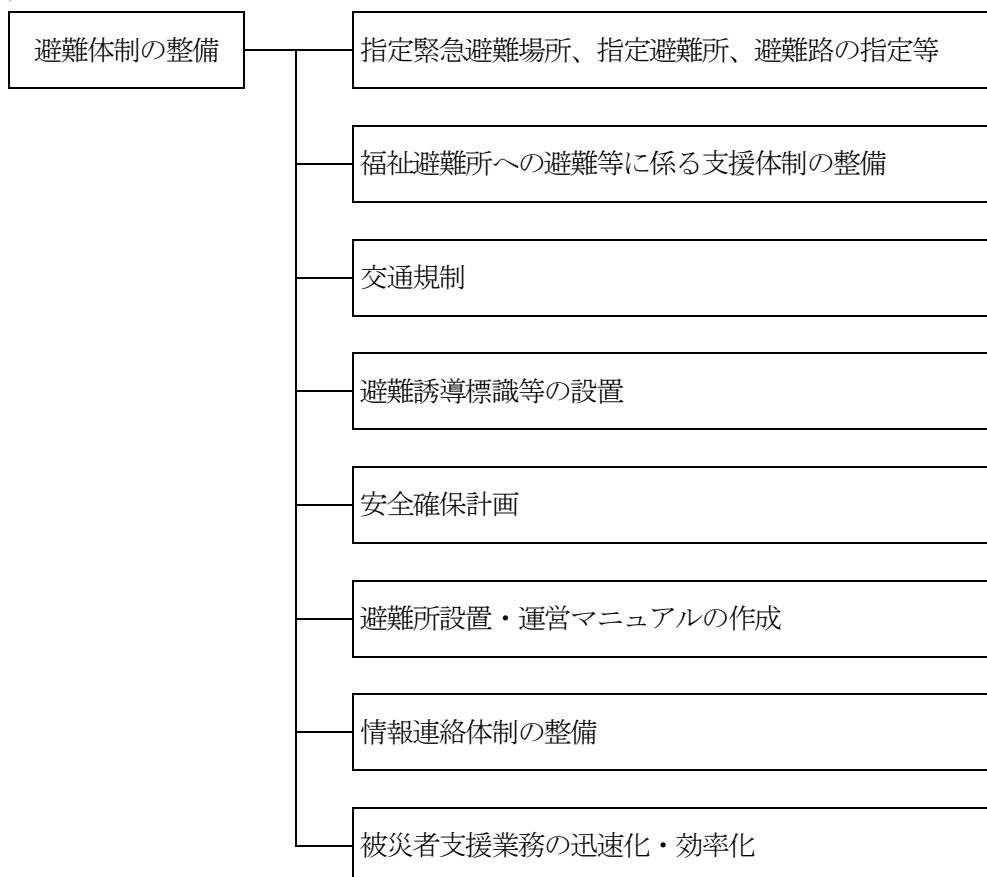 避難体制の整備
指定緊急避難場所、指定避難所、避難路の指定等
福祉避難所への避難等に係る支援体制の整備
交通規制
避難誘導標識等の設置
安全確保計画
避難所設置・運営マニュアルの作成
情報連絡体制の整備
被災者支援業務の迅速化・効率化